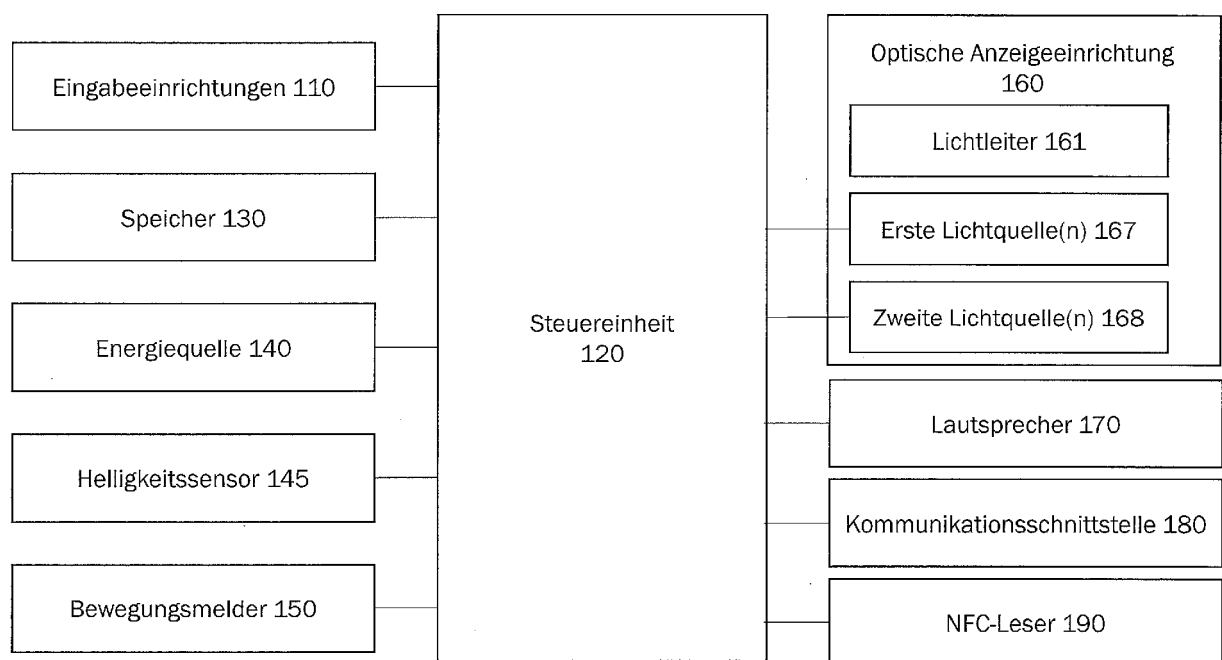 Eingabeeinrichtungen 110
Speicher 130
Energiequelle 140
Helligkeitssensor 145
Bewegungsmelder 150
Steuereinheit
120
Optische Anzeigeeinrichtung
160
Lichtleiter 161
Erste Lichtquelle(n) 167
Zweite Lichtquelle(n) 168
Lautsprecher 170
Kommunikationsschnittstelle 180
NFC-Leser 190